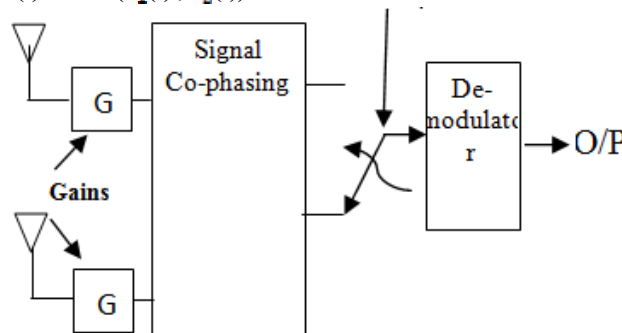 Signal
Co-phasing
G
De-
modulato
r
O/P
Gains
G